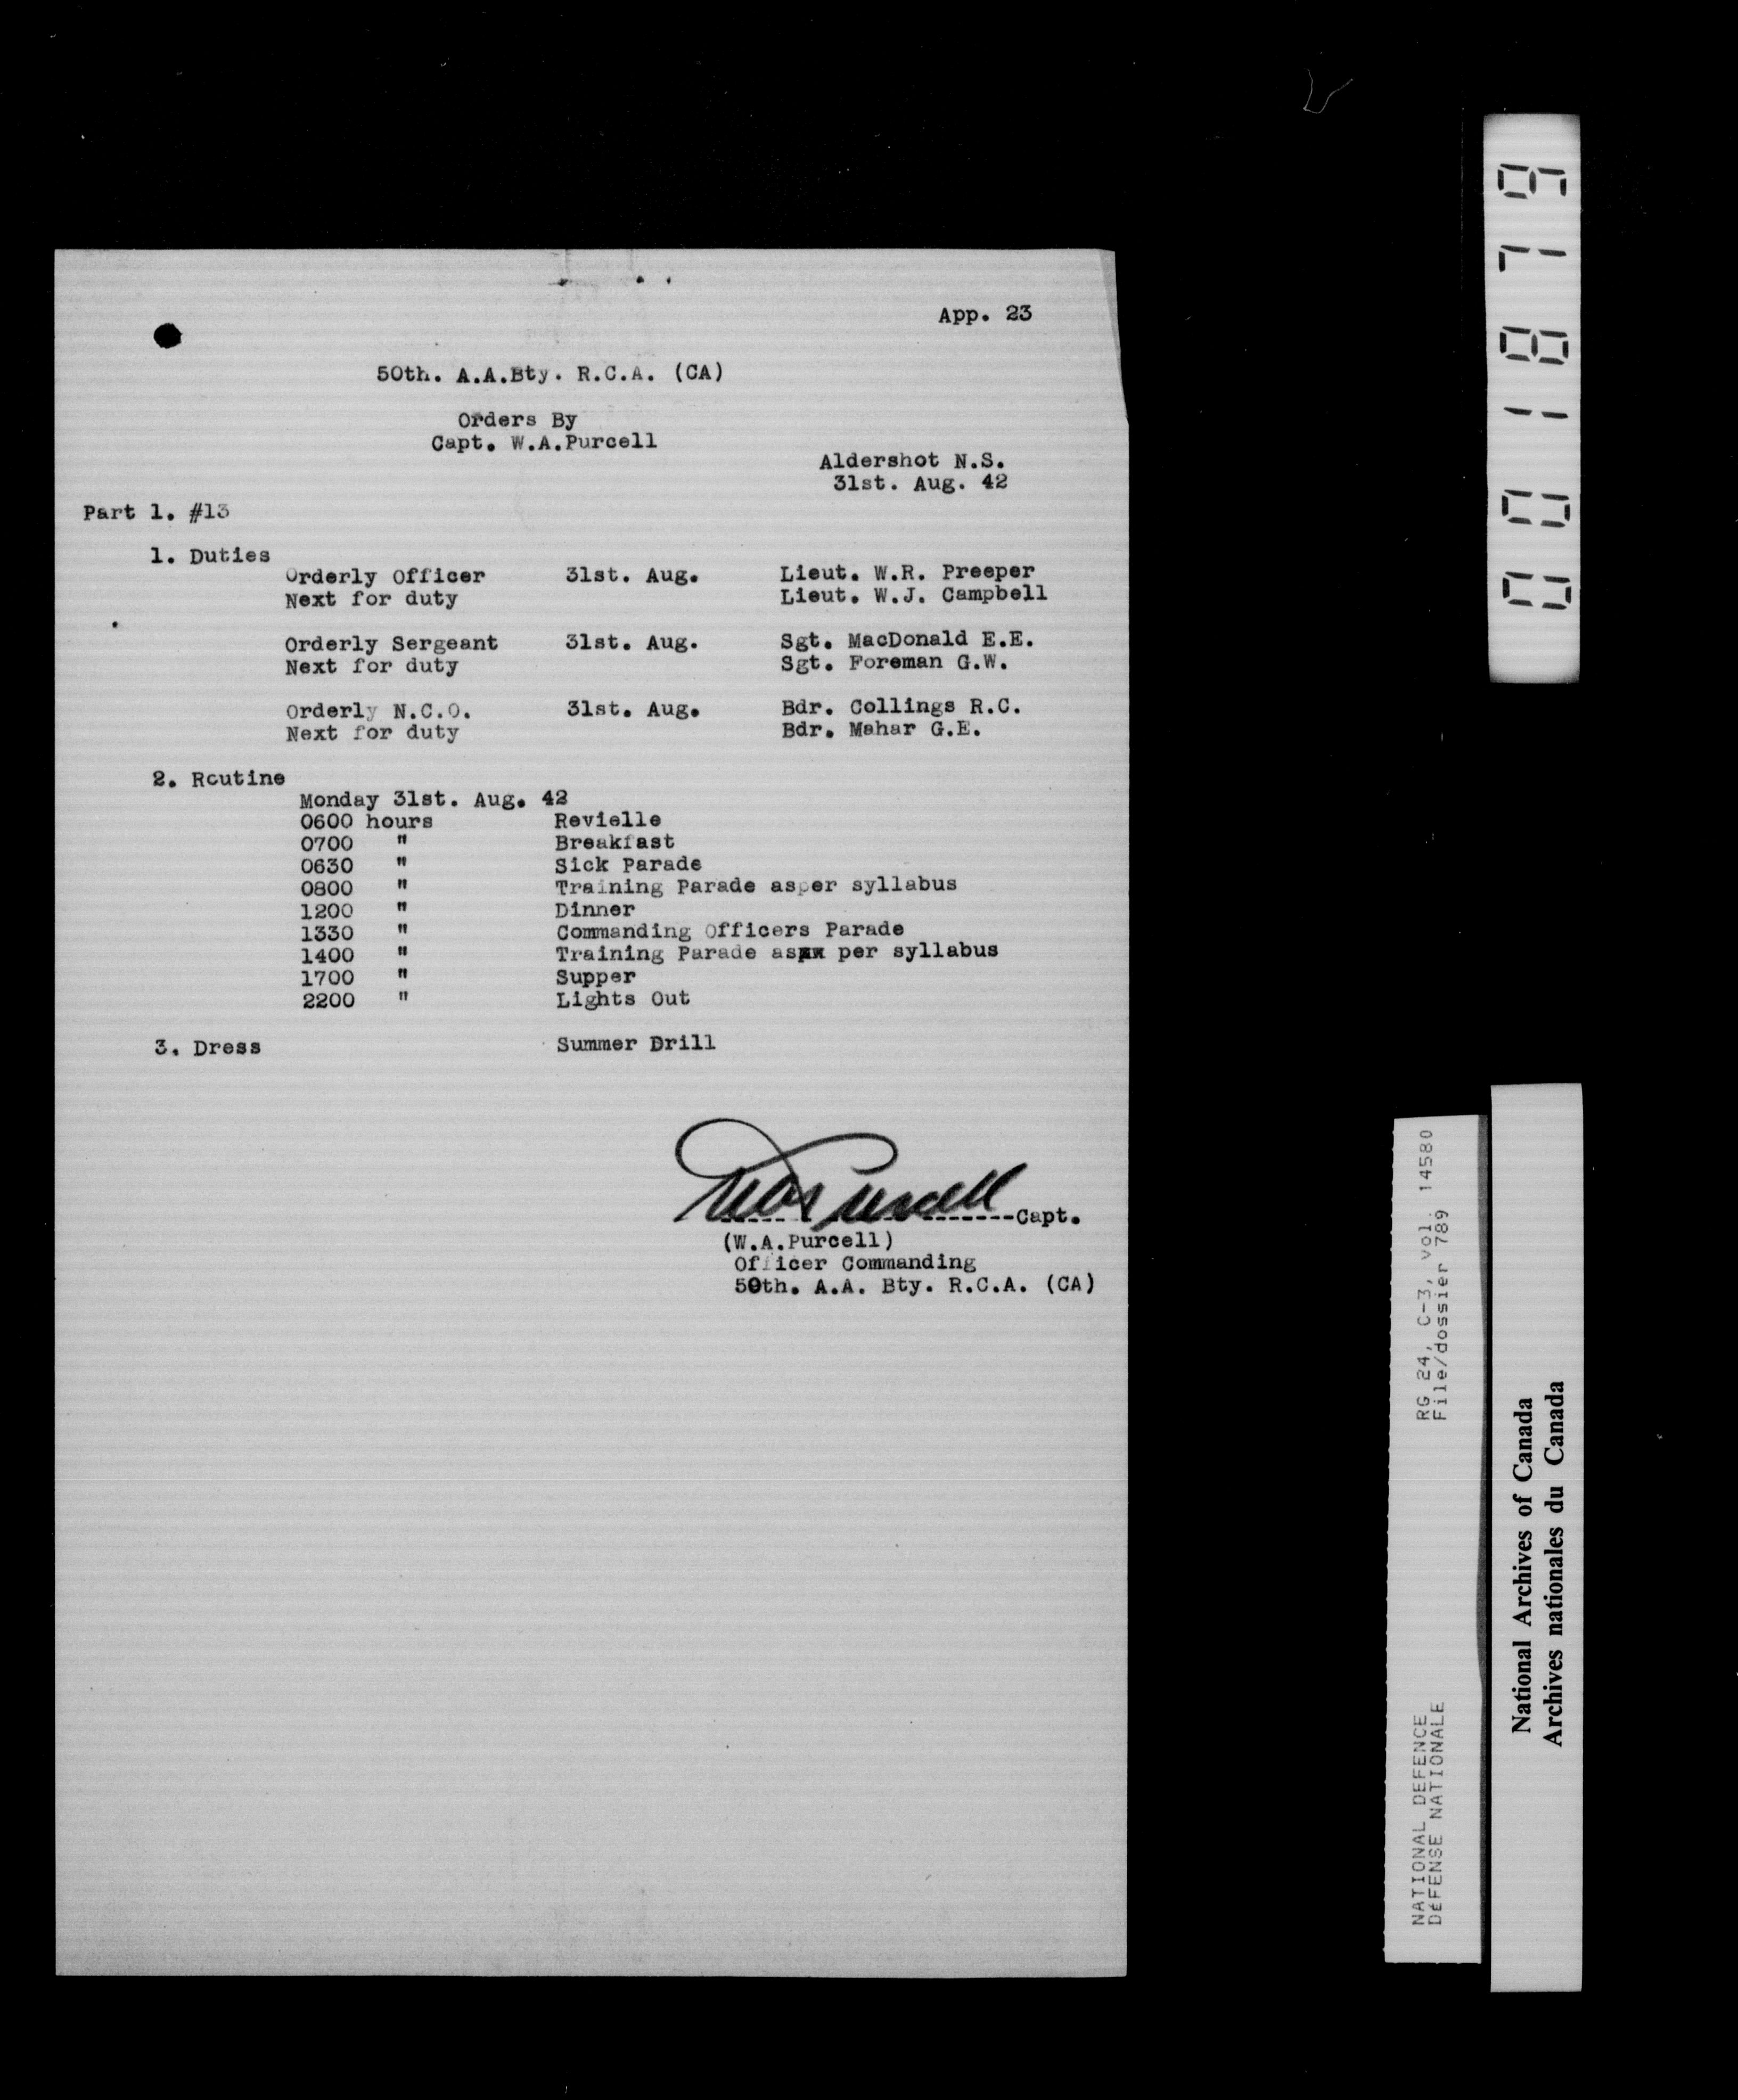 App. 23
50th. A.A.Bty. R.C.A. (CA)
Orders By
Capt. W.A.Purcell
Aldershot N.S.
31st. Aug. 42
Part 1. #13
1. Duties
Orderly Officer 31st. Aug. Lieut. W.R. Preeper
Next for duty Lieut. W.J. Campbell
Orderly Sergeant 31st. Aug. Sgt. MacDonald E.E.
Next for duty Sgt. Foreman G.W.
Orderly N.C.O. 31st. Aug. Bdr. Collings R.C.
Next for duty Bdr. Mahar G.E.
2. Routine
Monday 31st. Aug. 42
0600 hours Revielle
0700 " Breakfast
0630 " Sick Parade
0800 " Training Parade asper syllabus
1200 " Dinner
1330 " Commanding Officers Parade
1400 " Training Parade as per syllabus
1700 " Supper
2200 " Lights Out
3. Dress Summer Drill
WA Purcell Capt.
(W.A.Purcell)
Officer Commanding
50th. A.A. Bty. R.C.A. (CA)
001879
RG 24, C-3, vol. 14580
File/dossier 789
NATIONAL DEFENCE
DÉFENSE NATIONALE
National Archives of Canada
Archives nationales du Canada